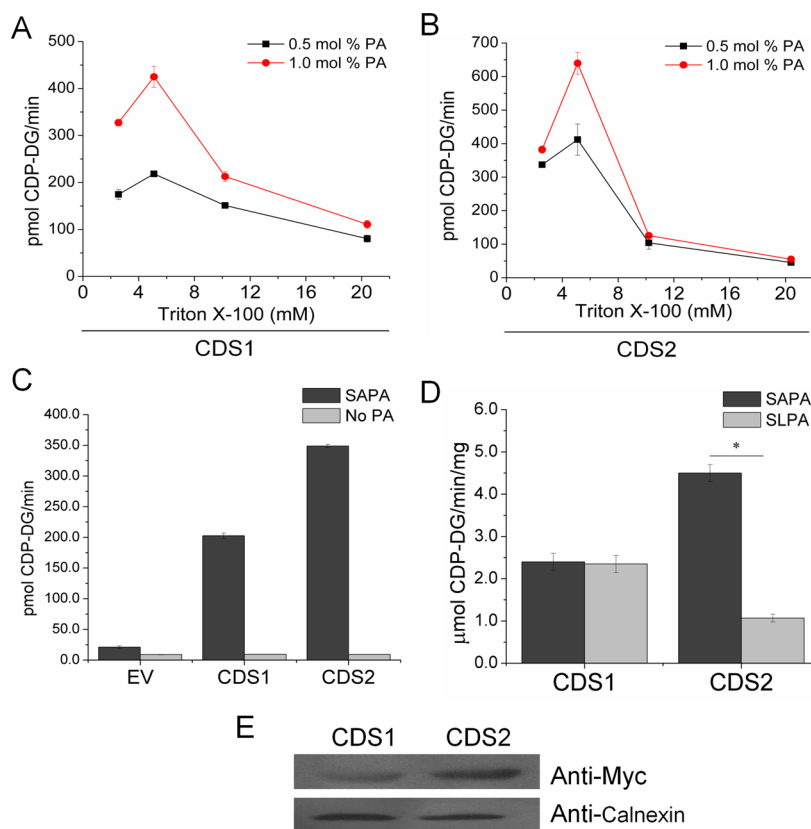 A
0.5 mol % PA
1.0 mol % PA
pmol CDP-DG/min
500
400
300
200
100
0
0 4 8 12 16 20
Triton X-100 (mM)
CDS1
B
0.5 mol % PA
1.0 mol % PA
pmol CDP-DG/min
700
600
500
400
300
200
100
0
0 4 8 12 16 20
Triton X-100 (mM)
CDS2
C
SAPA
No PA
pmol CDP-DG/min
400.0
350.0
300.0
250.0
200.0
150.0
100.0
50.0
0.0
EV CDS1 CDS2
D
SAPA
SLPA
*
μmol CDP-DG/min/mg
6.0
5.0
4.0
3.0
2.0
1.0
0.0
CDS1 CDS2
E
CDS1 CDS2
Anti-Myc
Anti-Calnexin